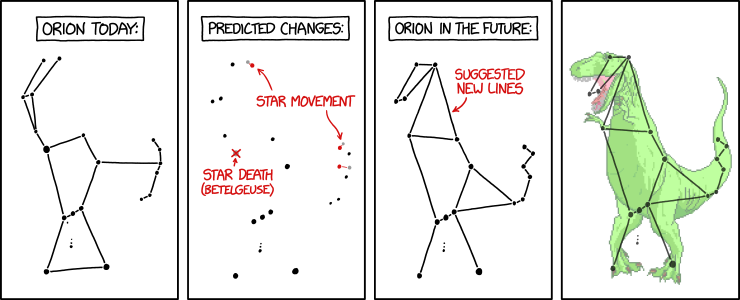 ORION TODAY:
PREDICTED CHANGES:
STAR MOVEMENT
STAR DEATH
(BETELGEUSE)
ORION IN THE FUTURE:
SUGGESTED
NEW LINES